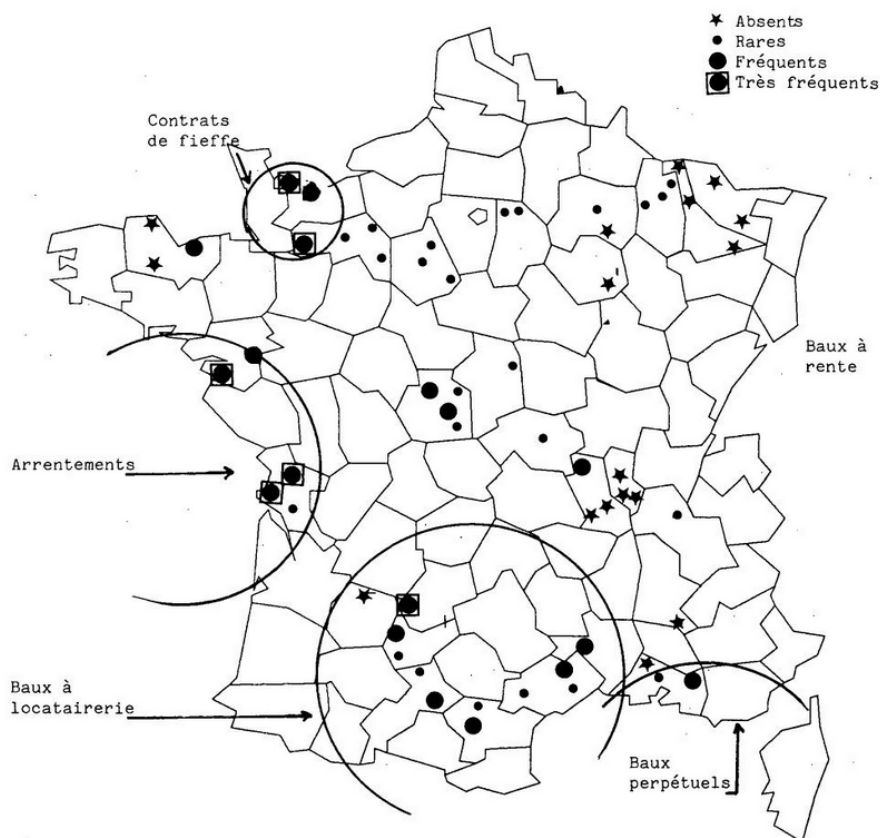 Absents
Rares
Fréquents
Très fréquents
Contrats
de fieffe
Baux à
rente
Arrentements
Baux à
locatairerie
Baux
perpétuels